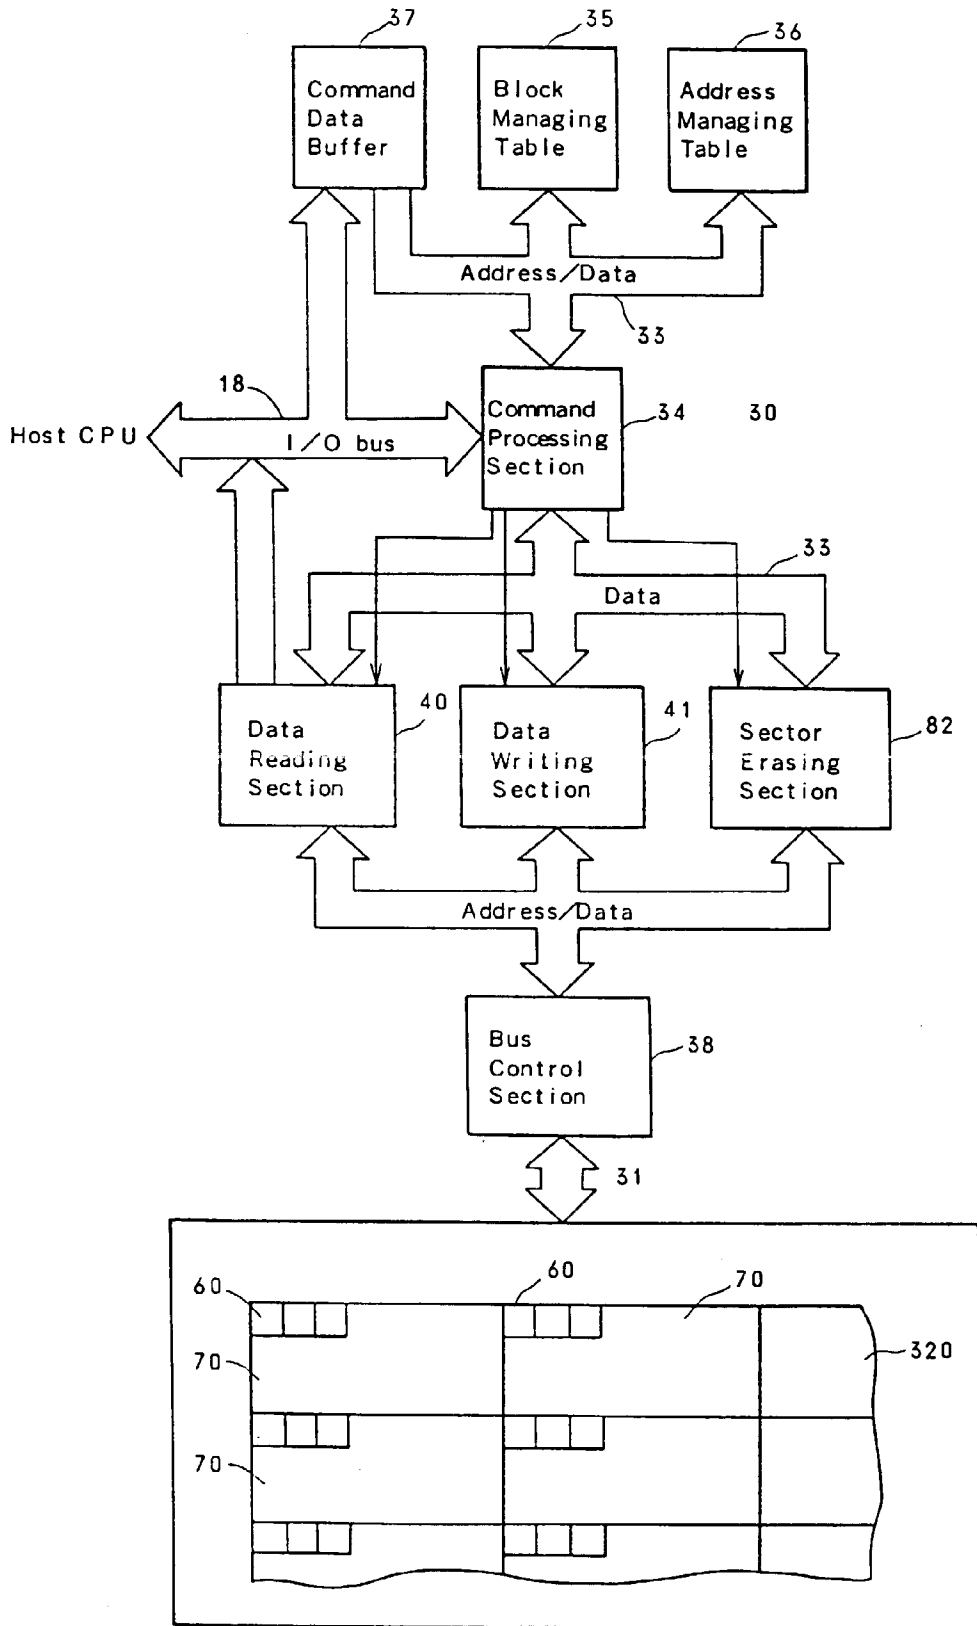 37
35
36
Command
Data
Buffer
Block
Managing
Table
Address
Managing
Table
Address/Data
33
18
Host CPU
I/O bus
Command
Processing
Section
34
30
33
Data
40
41
82
Data
Reading
Section
Data
Writing
Section
Sector
Erasing
Section
Address/Data
Bus
Control
Section
38
31
60
60
70
70
320
70